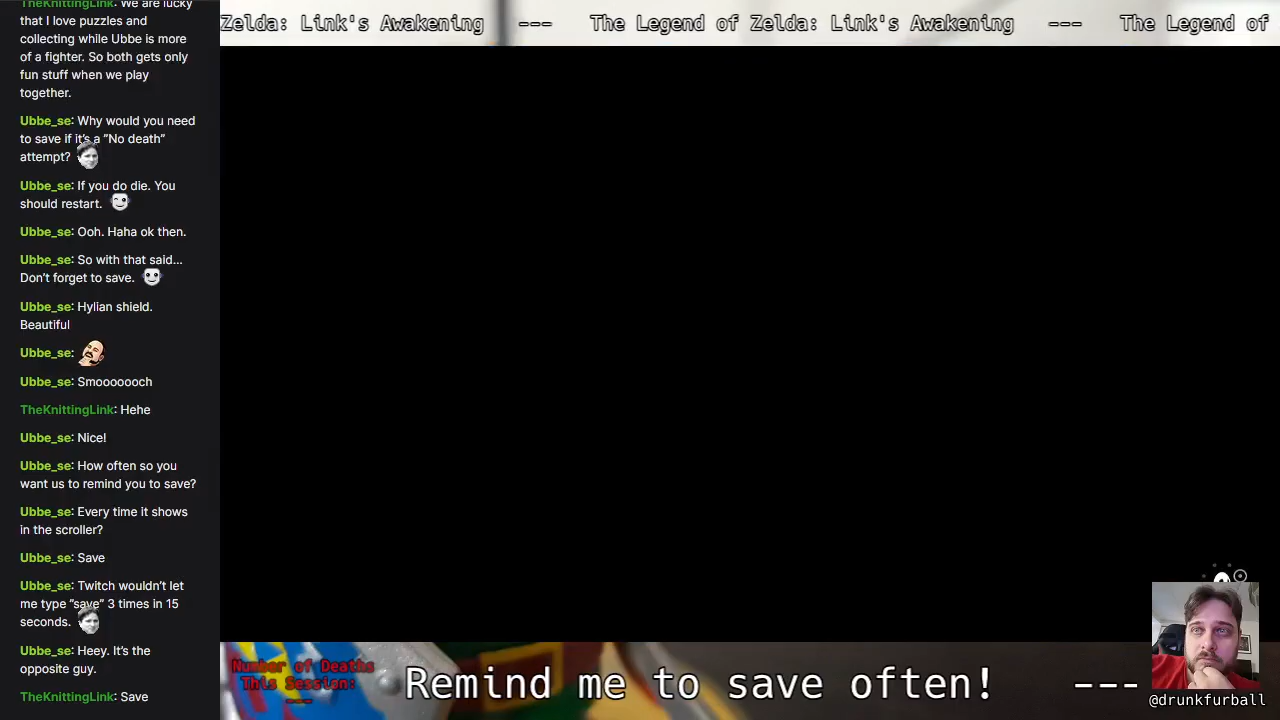 TheKnittingLink: We are lucky
that I love puzzles and
collecting while Ubbe is more
of a fighter. So both gets only
fun stuff when we play
together.
Ubbe_se: Why would you need
to save if it's a "No death"
attempt?
Ubbe_se: If you do die. You
should restart.
Ubbe_se: Ooh. Haha ok then.
Ubbe_se: So with that said...
Don't forget to save.
Ubbe_se: Hylian shield.
Beautiful
Ubbe_se:
Ubbe_se: Smooooooch
TheKnittingLink: Hehe
Ubbe_se: Nice!
Ubbe_se: How often so you
want us to remind you to save?
Ubbe_se: Every time it shows
in the scroller?
Ubbe_se: Save
Ubbe_se: Twitch wouldn't let
me type "save" 3 times in 15
seconds.
Ubbe_se: Heey. It's the
opposite guy.
TheKnittingLink: Save
Zelda: Link's Awakening --- The Legend of Zelda: Link's Awakening --- The Legend of
Number of Deaths
This Session:
---
Remind me to save often! ---
@drunkfurball